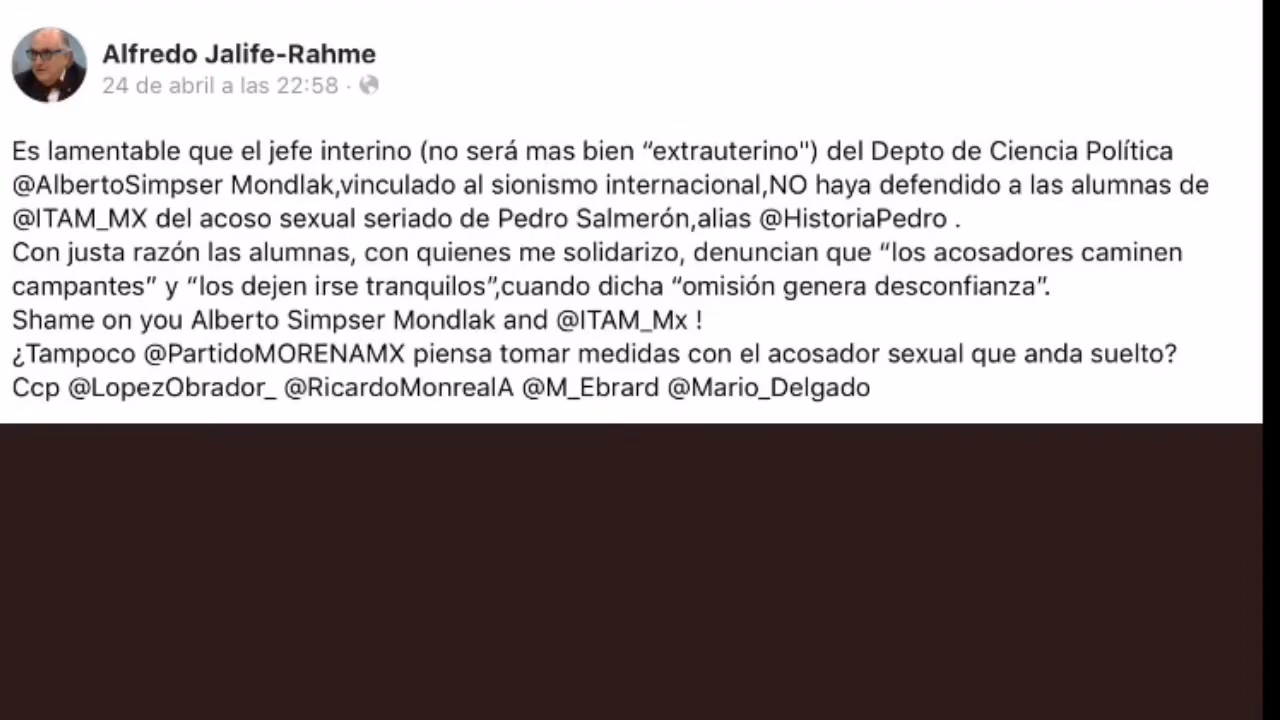 Alfredo Jalife-Rahme
24 de abril a las 22:58 ·
Es lamentable que el jefe interino (no será mas bien “extrauterino") del Depto de Ciencia Política
@AlbertoSimpser Mondlak,vinculado al sionismo internacional,NO haya defendido a las alumnas de
@ITAM_MX del acoso sexual seriado de Pedro Salmerón,alias @HistoriaPedro .
Con justa razón las alumnas, con quienes me solidarizo, denuncian que “los acosadores caminen
campantes” y “los dejen irse tranquilos”,cuando dicha “omisión genera desconfianza”.
Shame on you Alberto Simpser Mondlak and @ITAM_Mx !
¿Tampoco @PartidoMORENAMX piensa tomar medidas con el acosador sexual que anda suelto?
Ccp @LopezObrador_ @RicardoMonrealA @M_Ebrard @Mario_Delgado